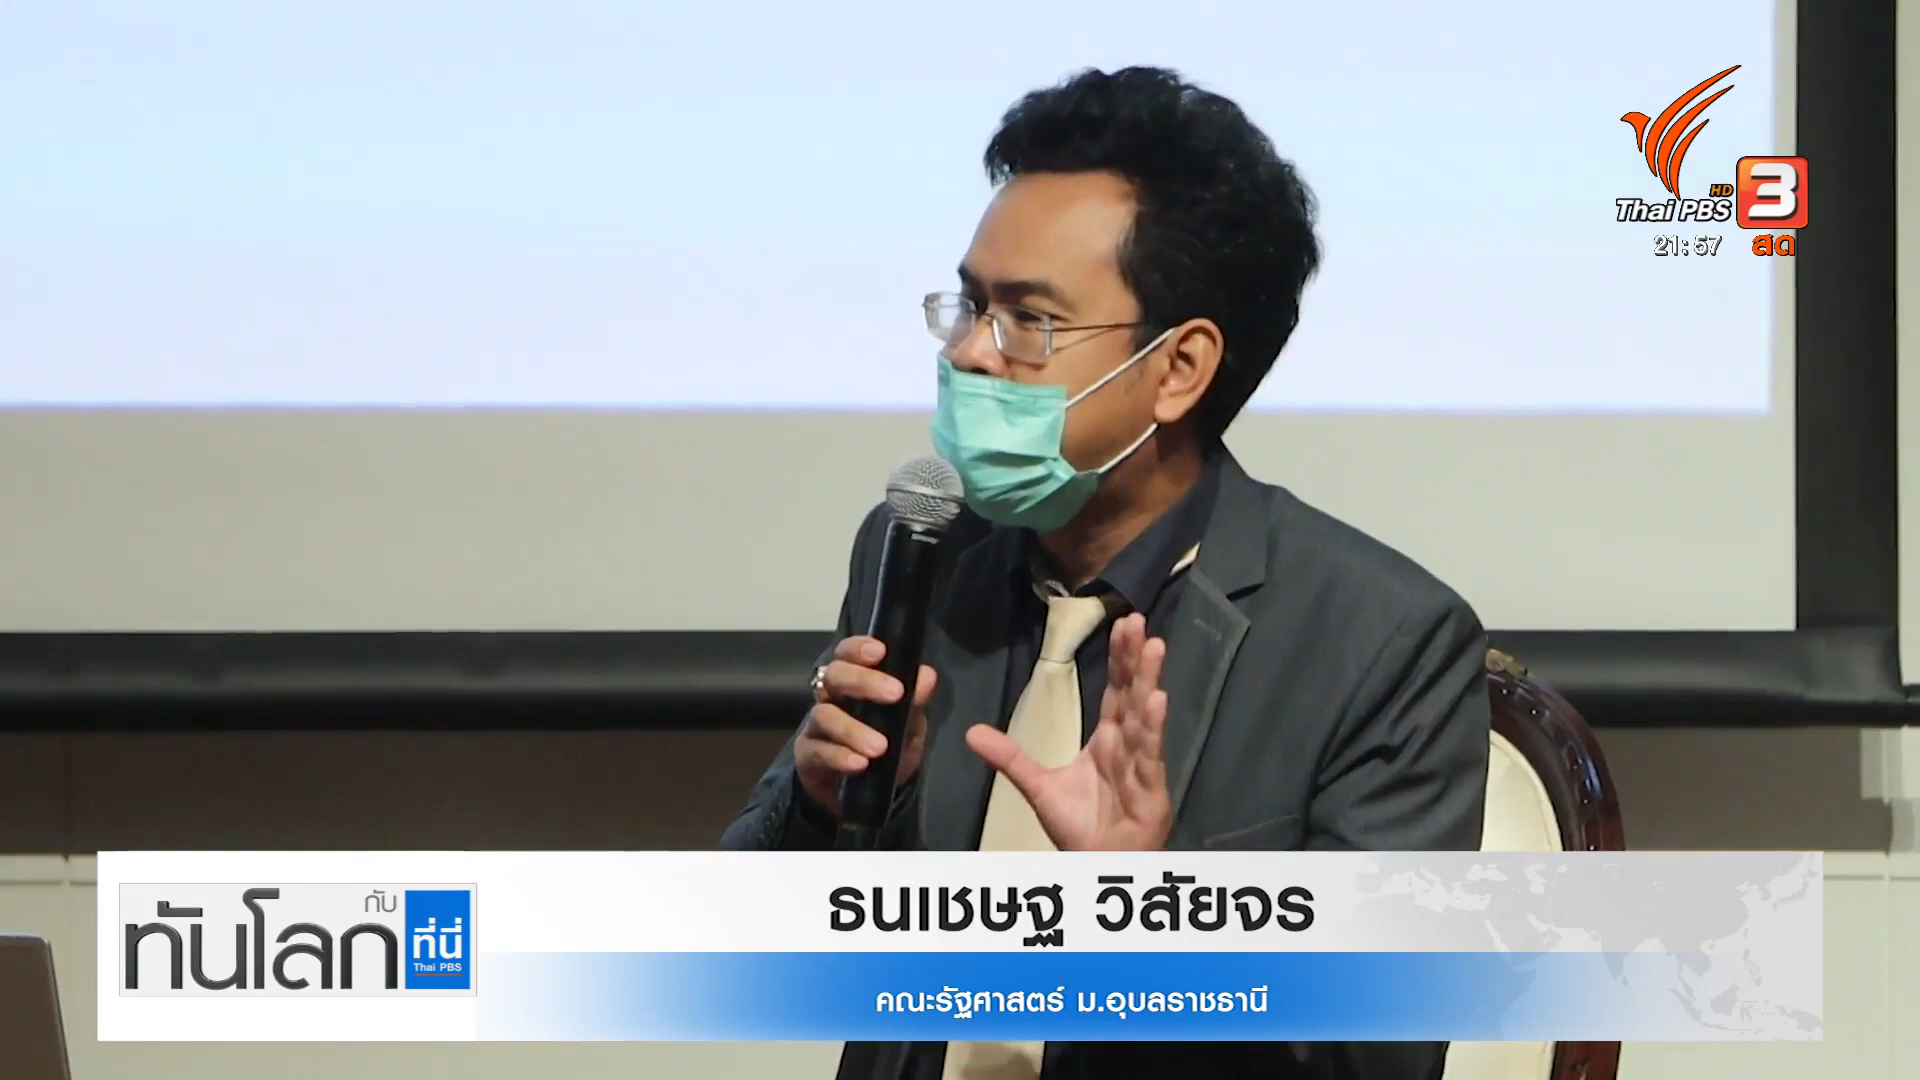 HD
Thai PBS 3
21:57 สด
กับ
ทันโลก ที่นี่
Thai PBS
ธนเชษฐ วิสัยจร
คณะรัฐศาสตร์ ม.อุบลราชธานี